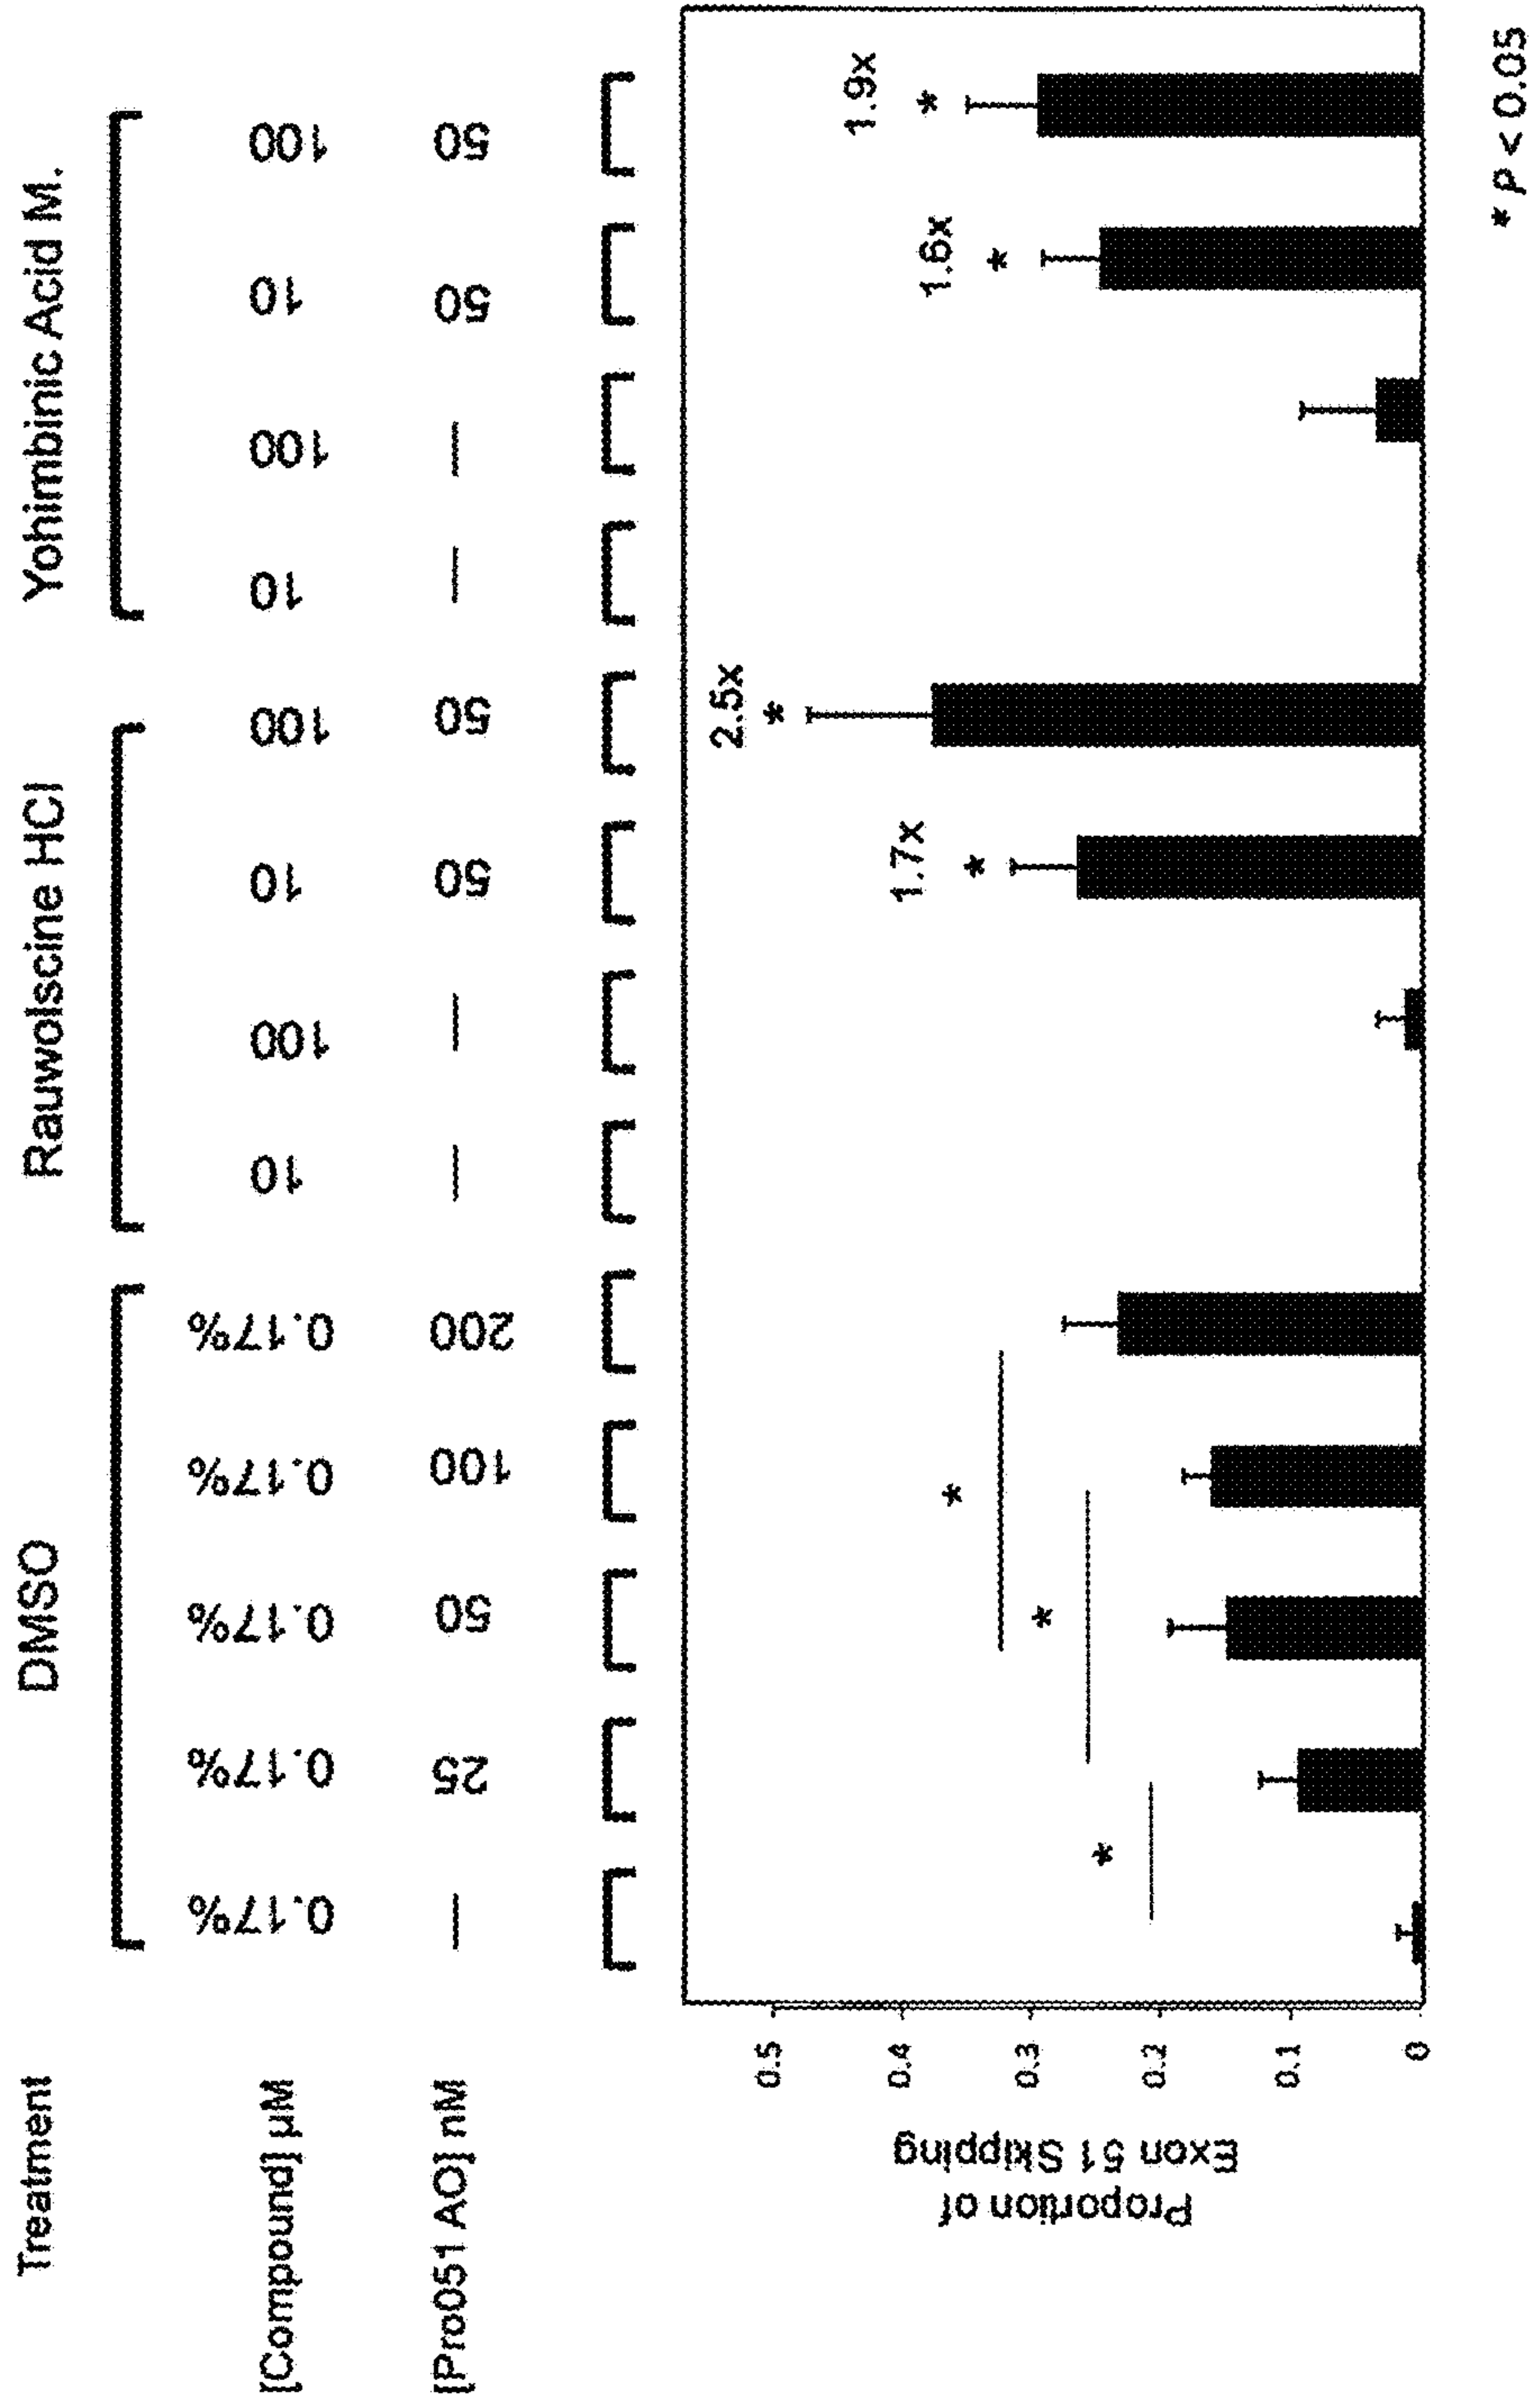 Treatment DMSO Rauwolscine HCl Yohimbinic Acid M.
[Compound] µM 0.17% 0.17% 0.17% 0.17% 0.17% 10 100 10 100 10 100 10 100
[Pro051 AO] nM — 25 50 100 200 — — 50 50 — — 50 50
Proportion of
Exon 51 Skipping
0.5
0.4
0.3
0.2
0.1
0
*
*
*
1.7x
*
2.5x
*
1.6x
*
1.9x
*
* P < 0.05